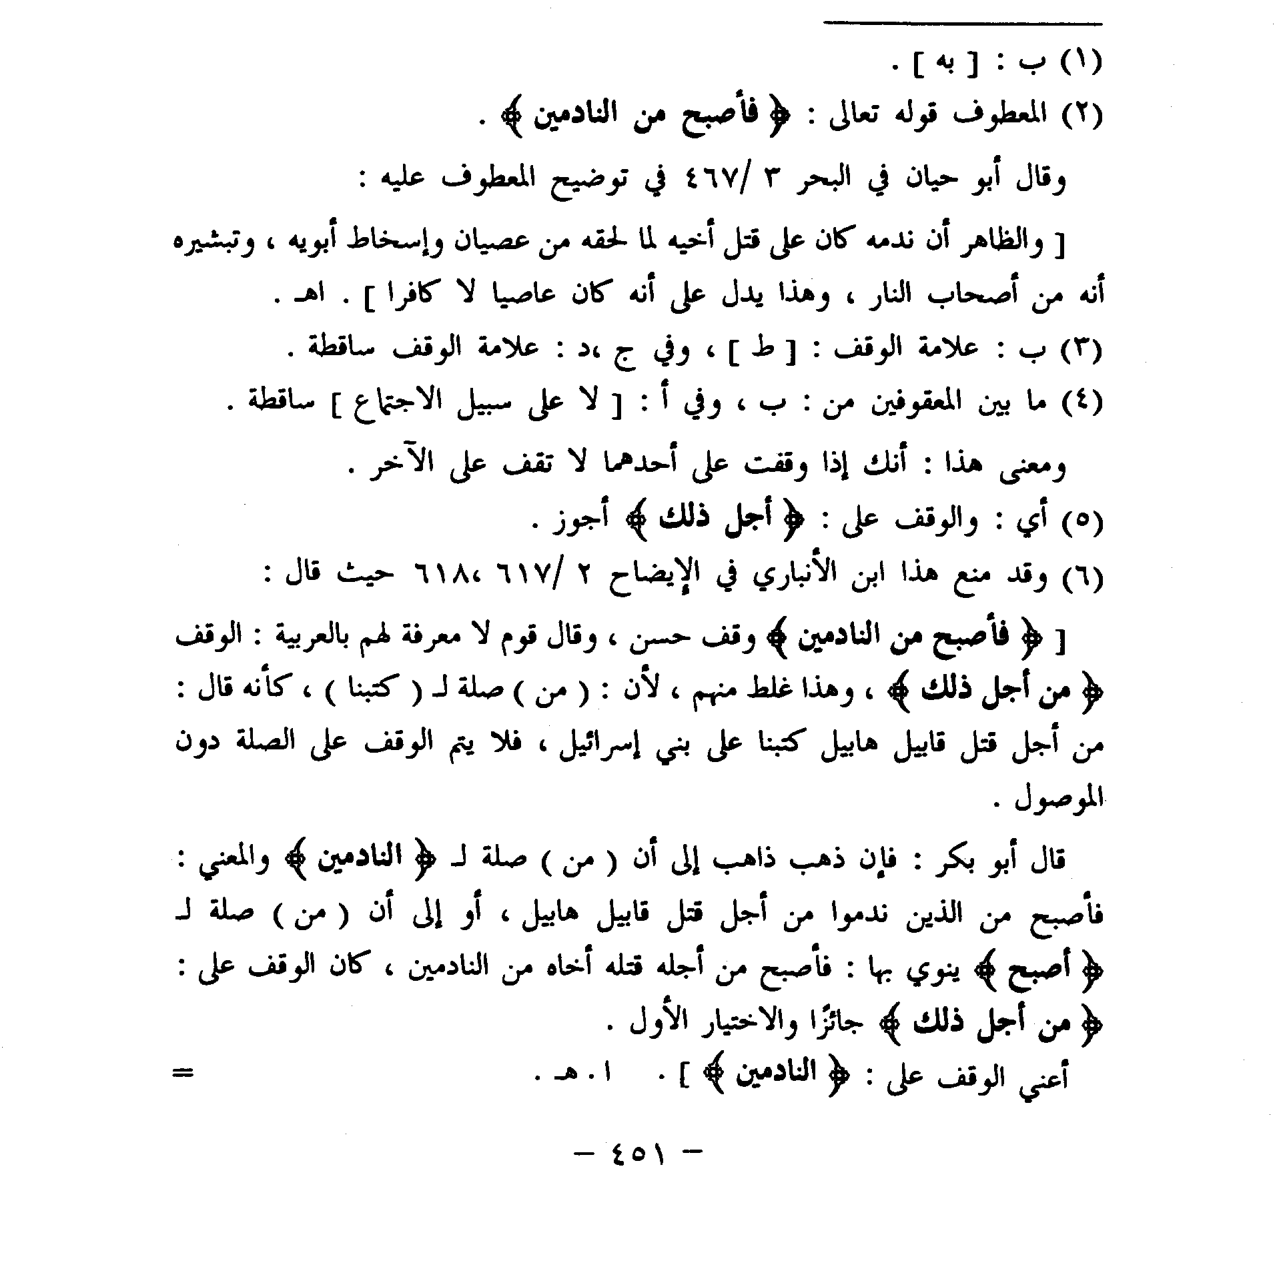 (١) ب : [ به ] .
(٢) المعطوف قوله تعالى : ﴿ فأصبح من النادمين ﴾ .
وقال أبو حيان في البحر ٣ /٤٦٧ في توضيح المعطوف عليه :
[ والظاهر أن ندمه كان على قتل أخيه لما لحقه من عصيان وإسخاط أبويه ، وتبشيره
أنه من أصحاب النار ، وهذا يدل على أنه كان عاصيا لا كافرا ] . اهـ .
(٣) ب : علامة الوقف : [ ط ] ، وفي ج ،د : علامة الوقف ساقطة .
(٤) ما بين المعقوفين من : ب ، وفي أ : [ لا على سبيل الاجتماع ] ساقطة .
ومعنى هذا : أنك إذا وقفت على أحدهما لا تقف على الآخر .
(٥) أي : والوقف على : ﴿ أجل ذلك ﴾ أجوز .
(٦) وقد منع هذا ابن الأنباري في الإيضاح ٢ /٦١٧ ،٦١٨ حيث قال :
[ ﴿ فأصبح من النادمين ﴾ وقف حسن ، وقال قوم لا معرفة لهم بالعربية : الوقف
﴿ من أجل ذلك ﴾ ، وهذا غلط منهم ، لأن : ( من ) صلة لـ ( كتبنا ) ، كأنه قال :
من أجل قتل قابيل هابيل كتبنا على بني إسرائيل ، فلا يتم الوقف على الصلة دون
الموصول .
قال أبو بكر : فإن ذهب ذاهب إلى أن ( من ) صلة لـ ﴿ النادمين ﴾ والمعني :
فأصبح من الذين ندموا من أجل قتل قابيل هابيل ، أو إلى أن ( من ) صلة لـ
﴿ أصبح ﴾ ينوي بها : فأصبح من أجله قتله أخاه من النادمين ، كان الوقف على :
﴿ من أجل ذلك ﴾ جائزًا والاختيار الأول .
أعني الوقف على : ﴿ النادمين ﴾ ] . ا . هـ . =
– ٤٥١ –